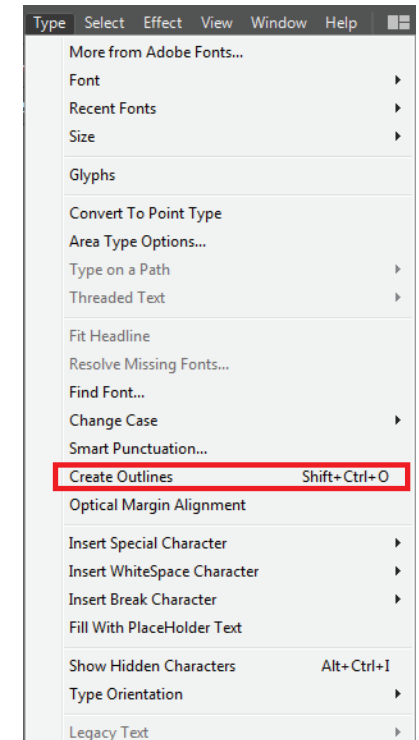 Type Select Effect View Window Help
More from Adobe Fonts...
Font
Recent Fonts
Size
Glyphs
Convert To Point Type
Area Type Options...
Type on a Path
Threaded Text
Fit Headline
Resolve Missing Fonts...
Find Font...
Change Case
Smart Punctuation...
Create Outlines Shift+Ctrl+O
Optical Margin Alignment
Insert Special Character
Insert WhiteSpace Character
Insert Break Character
Fill With PlaceHolder Text
Show Hidden Characters Alt+Ctrl+I
Type Orientation
Legacy Text